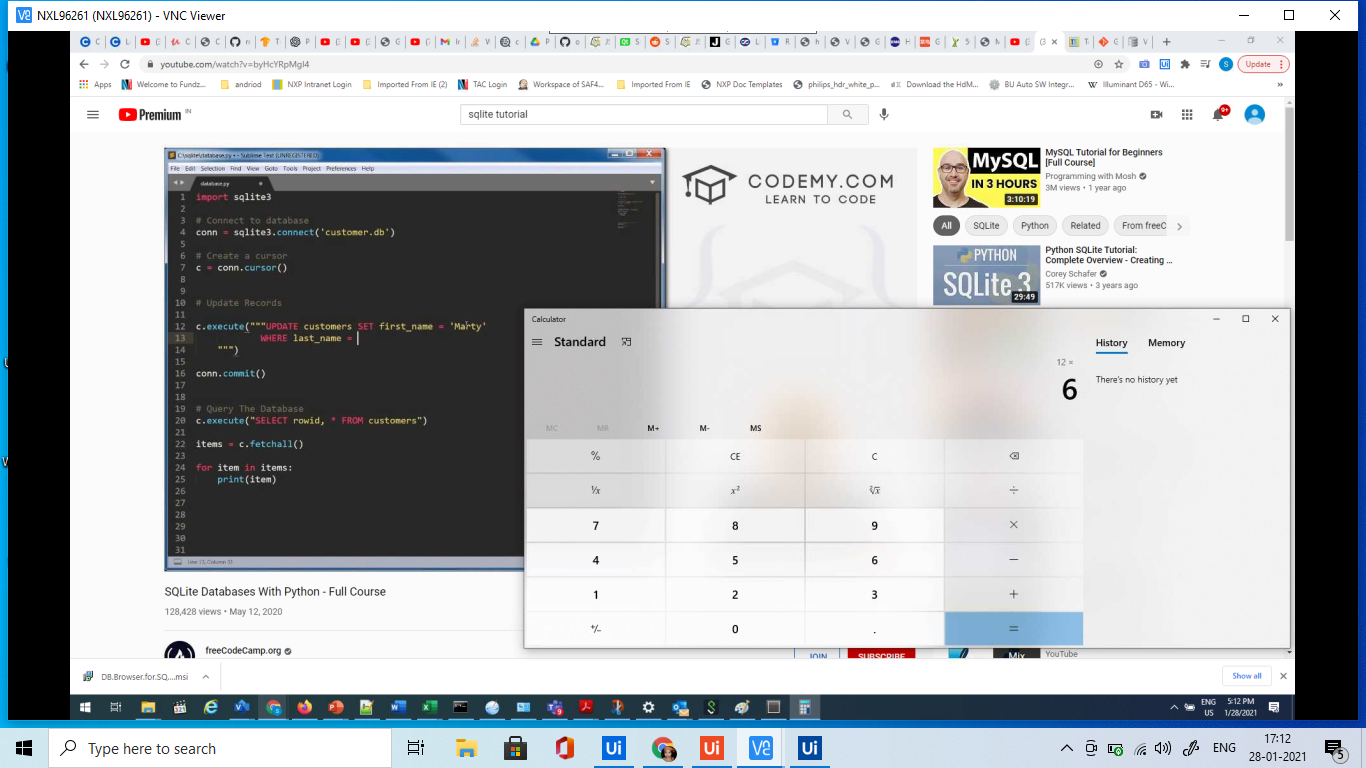 NXL96261 (NXL96261) - VNC Viewer
youtube.com/watch?v=byHcYRpMgI4
Update
Apps
Welcome to Fundz...
andriod
NXP Intranet Login
Imported From IE (2)
TAC Login
Workspace of SAF4...
Imported From IE
NXP Doc Templates
philips_hdr_white_p...
Download the HdM...
BU Auto SW Integr...
Illuminant D65 - Wi...
Premium IN
sqlite tutorial
9+
C:\sqlite\database.py • - Sublime Text (UNREGISTERED)
File Edit Selection Find View Goto Tools Project Preferences Help
database.py
1 import sqlite3
2
3 # Connect to database
4 conn = sqlite3.connect('customer.db')
5
6 # Create a cursor
7 c = conn.cursor()
8
9
10 # Update Records
11
12 c.execute("""UPDATE customers SET first_name = 'Marty'
13 WHERE last_name =
14 """)
15
16 conn.commit()
17
18
19 # Query The Database
20 c.execute("SELECT rowid, * FROM customers")
21
22 items = c.fetchall()
23
24 for item in items:
25 print(item)
26
27
28
29
30
31
CODEMY.COM
LEARN TO CODE
MySQL
IN 3 HOURS
3:10:19
MySQL Tutorial for Beginners
[Full Course]
Programming with Mosh
3M views • 1 year ago
All
SQLite
Python
Related
From freeC
PYTHON
SQLite 3
29:49
Python SQLite Tutorial:
Complete Overview - Creating ...
Corey Schafer
517K views • 3 years ago
SQLite Databases With Python - Full Course
128,428 views • May 12, 2020
freeCodeCamp.org
JOIN
SUBSCRIBE
Mix
YouTube
Calculator
Standard
History
Memory
There's no history yet
12 =
6
MC MR M+ M- MS
% CE C
¹/x x² ²√x ÷
7 8 9 ×
4 5 6 −
1 2 3 +
+/− 0 . =
DB.Browser.for.SQ....msi
Show all
ENG
US
5:12 PM
1/28/2021
Type here to search
ENG
17:12
28-01-2021
5